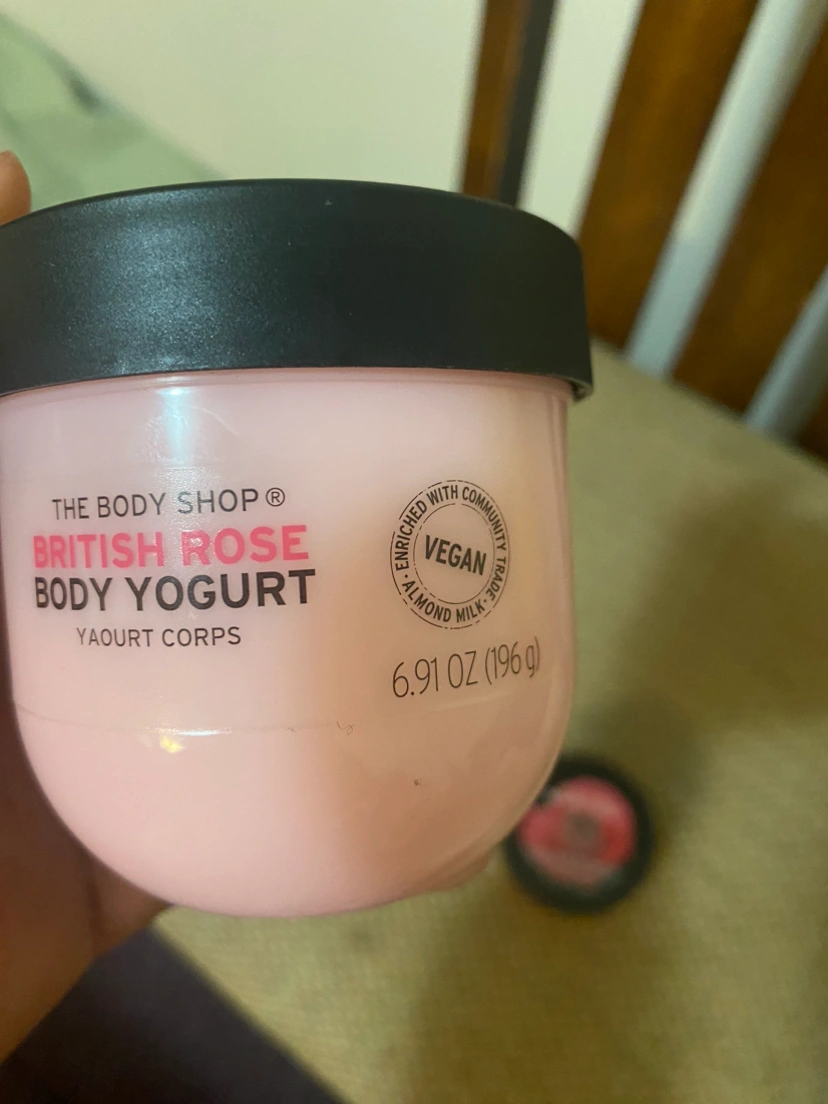 THE BODY SHOP®
BRITISH ROSE
BODY YOGURT
YAOURT CORPS
· ENRICHED WITH COMMUNITY TRADE ·
ALMOND MILK
VEGAN
6.91 OZ (196 g)